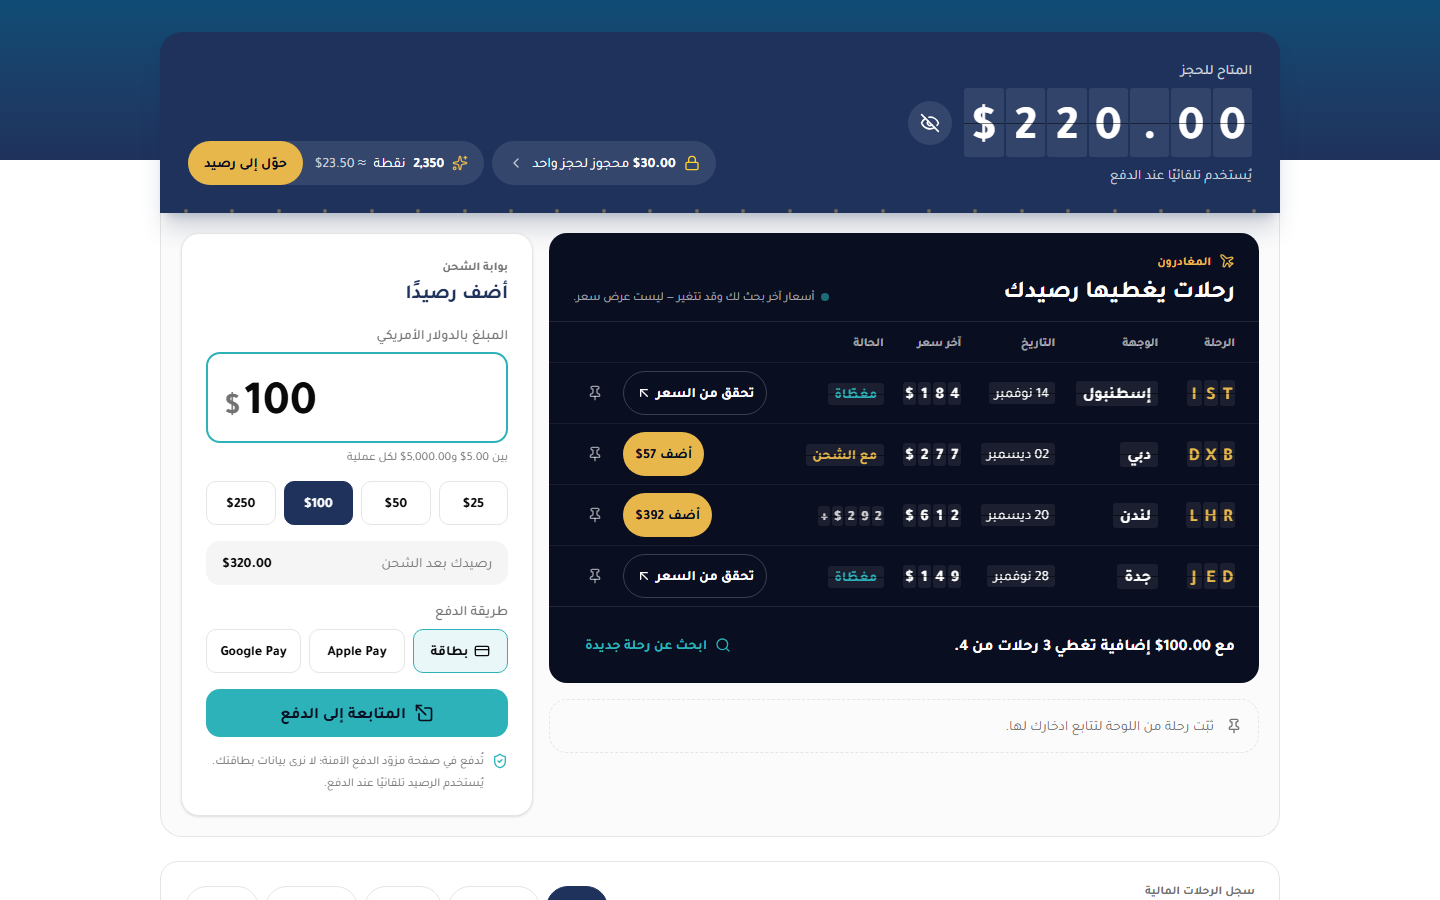 المتاح للحجز
$220.00
يُستخدم تلقائيًا عند الدفع
$30.00 محجوز لحجز واحد
2,350 نقطة ≈ $23.50
حوّل إلى رصيد
المغادرون
رحلات يغطيها رصيدك
أسعار آخر بحث لك وقد تتغير – ليست عرض سعر.
الرحلة الوجهة التاريخ آخر سعر الحالة
IST إسطنبول 14 نوفمبر $184 مغطّاة تحقق من السعر
DXB دبي 02 ديسمبر $277 مع الشحن أضف $57
LHR لندن 20 ديسمبر $612 +$292 أضف $392
JED جدة 28 نوفمبر $149 مغطّاة تحقق من السعر
مع $100.00 إضافية تغطي 3 رحلات من 4.
ابحث عن رحلة جديدة
ثبّت رحلة من اللوحة لتتابع ادخارك لها.
بوابة الشحن
أضف رصيدًا
المبلغ بالدولار الأمريكي
$100
بين $5.00 و$5,000.00 لكل عملية
$25 $50 $100 $250
رصيدك بعد الشحن $320.00
طريقة الدفع
بطاقة Apple Pay Google Pay
المتابعة إلى الدفع
تُدفع في صفحة مزوّد الدفع الآمنة؛ لا نرى بيانات بطاقتك.
يُستخدم الرصيد تلقائيًا عند الدفع.
سجل الرحلات المالية